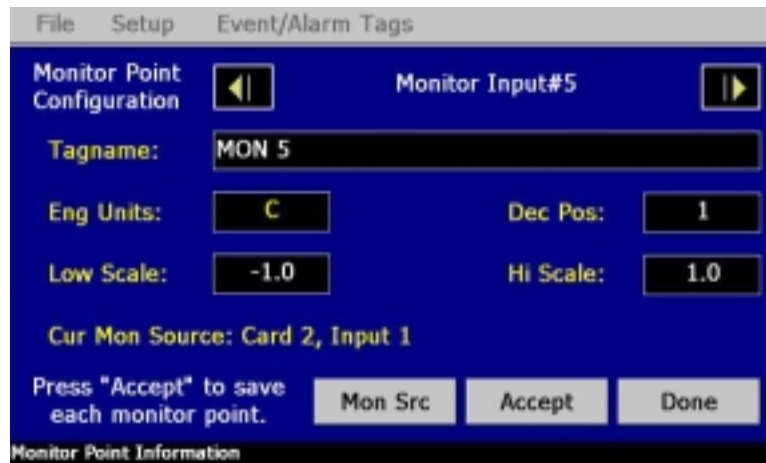 File Setup Event/Alarm Tags
Monitor Point
Configuration
Monitor Input#5
Tagname: MON 5
Eng Units: C Dec Pos: 1
Low Scale: -1.0 Hi Scale: 1.0
Cur Mon Source: Card 2, Input 1
Press "Accept" to save
each monitor point.
Mon Src Accept Done
Monitor Point Information